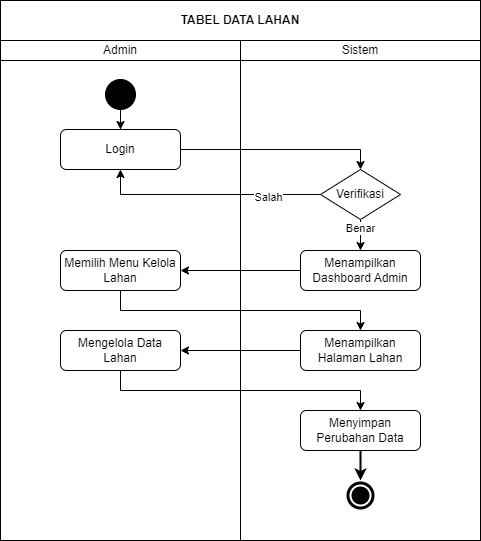 TABEL DATA LAHAN
Admin
Sistem
Login
Verifikasi
Salah
Benar
Memilih Menu Kelola
Lahan
Menampilkan
Dashboard Admin
Mengelola Data
Lahan
Menampilkan
Halaman Lahan
Menyimpan
Perubahan Data